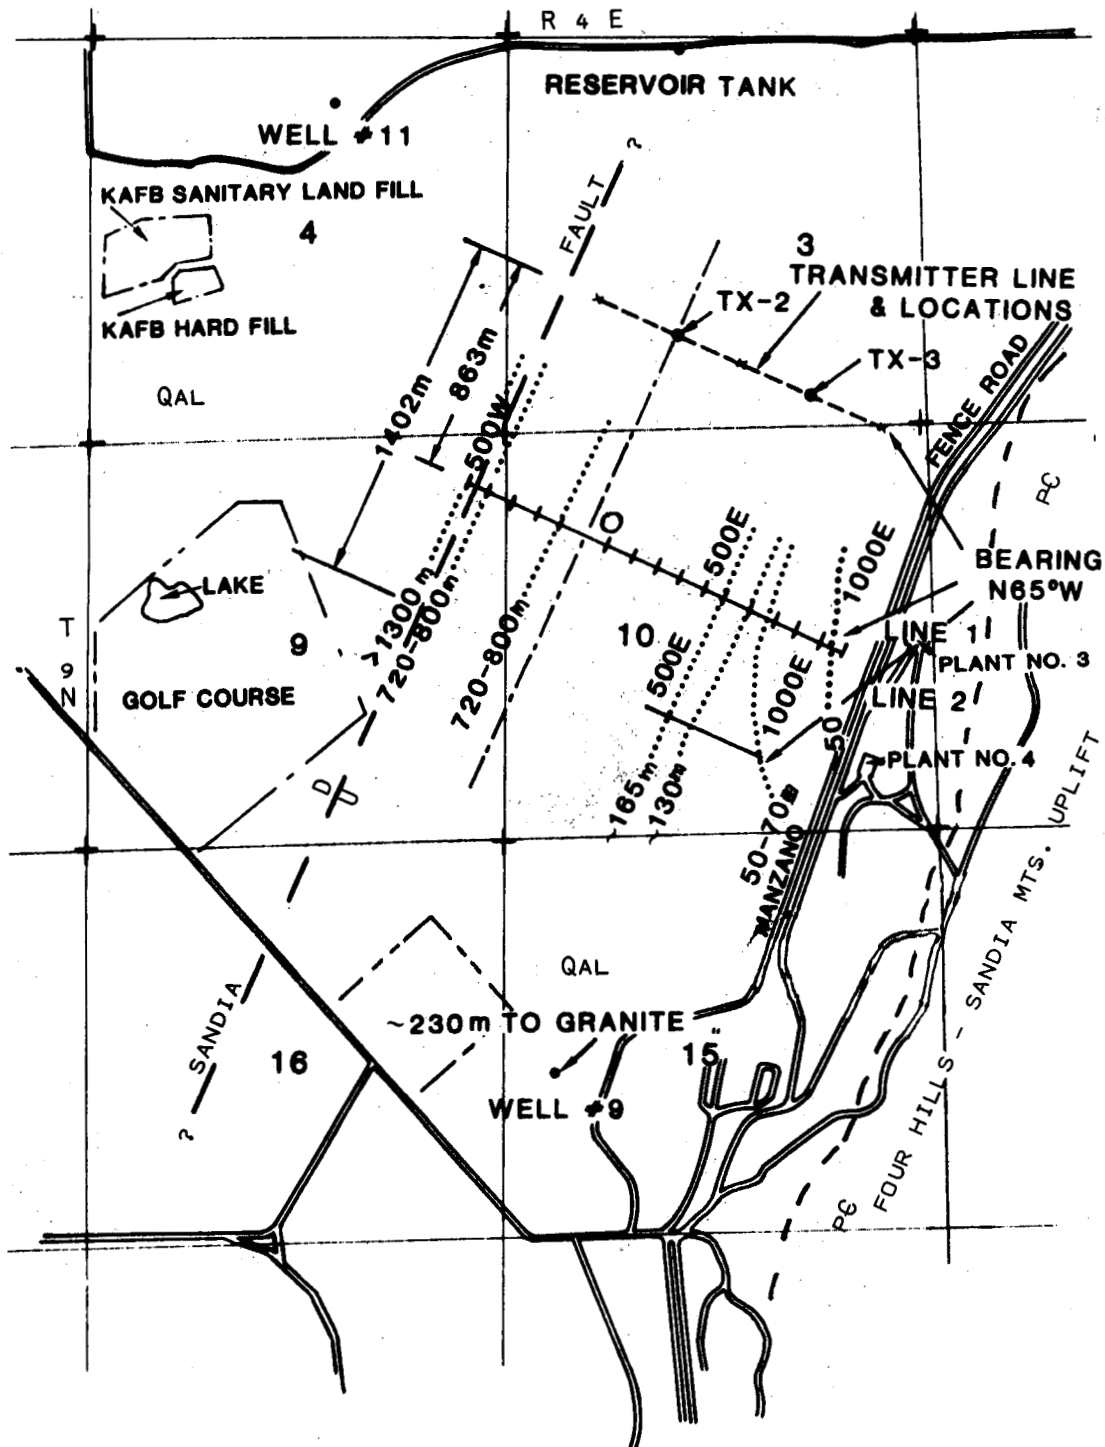 R 4 E
RESERVOIR TANK
WELL #11
KAFB SANITARY LAND FILL
4
KAFB HARD FILL
QAL
?
FAULT
3
TRANSMITTER LINE
& LOCATIONS
TX-2
TX-3
1402m
863m
500W
FENCE ROAD
PЄ
O
500E
1000E
BEARING
N65°W
LAKE
T
9
N
9
GOLF COURSE
>1300m
720-800m
720-800m
10
500E
1000E
LINE 1
PLANT NO. 3
LINE 2
50
PLANT NO. 4
~165m
~130m
50-70m
MANZANO
D
U
FOUR HILLS - SANDIA MTS. UPLIFT
QAL
~230m TO GRANITE
SANDIA
?
16
15
WELL #9
PЄ